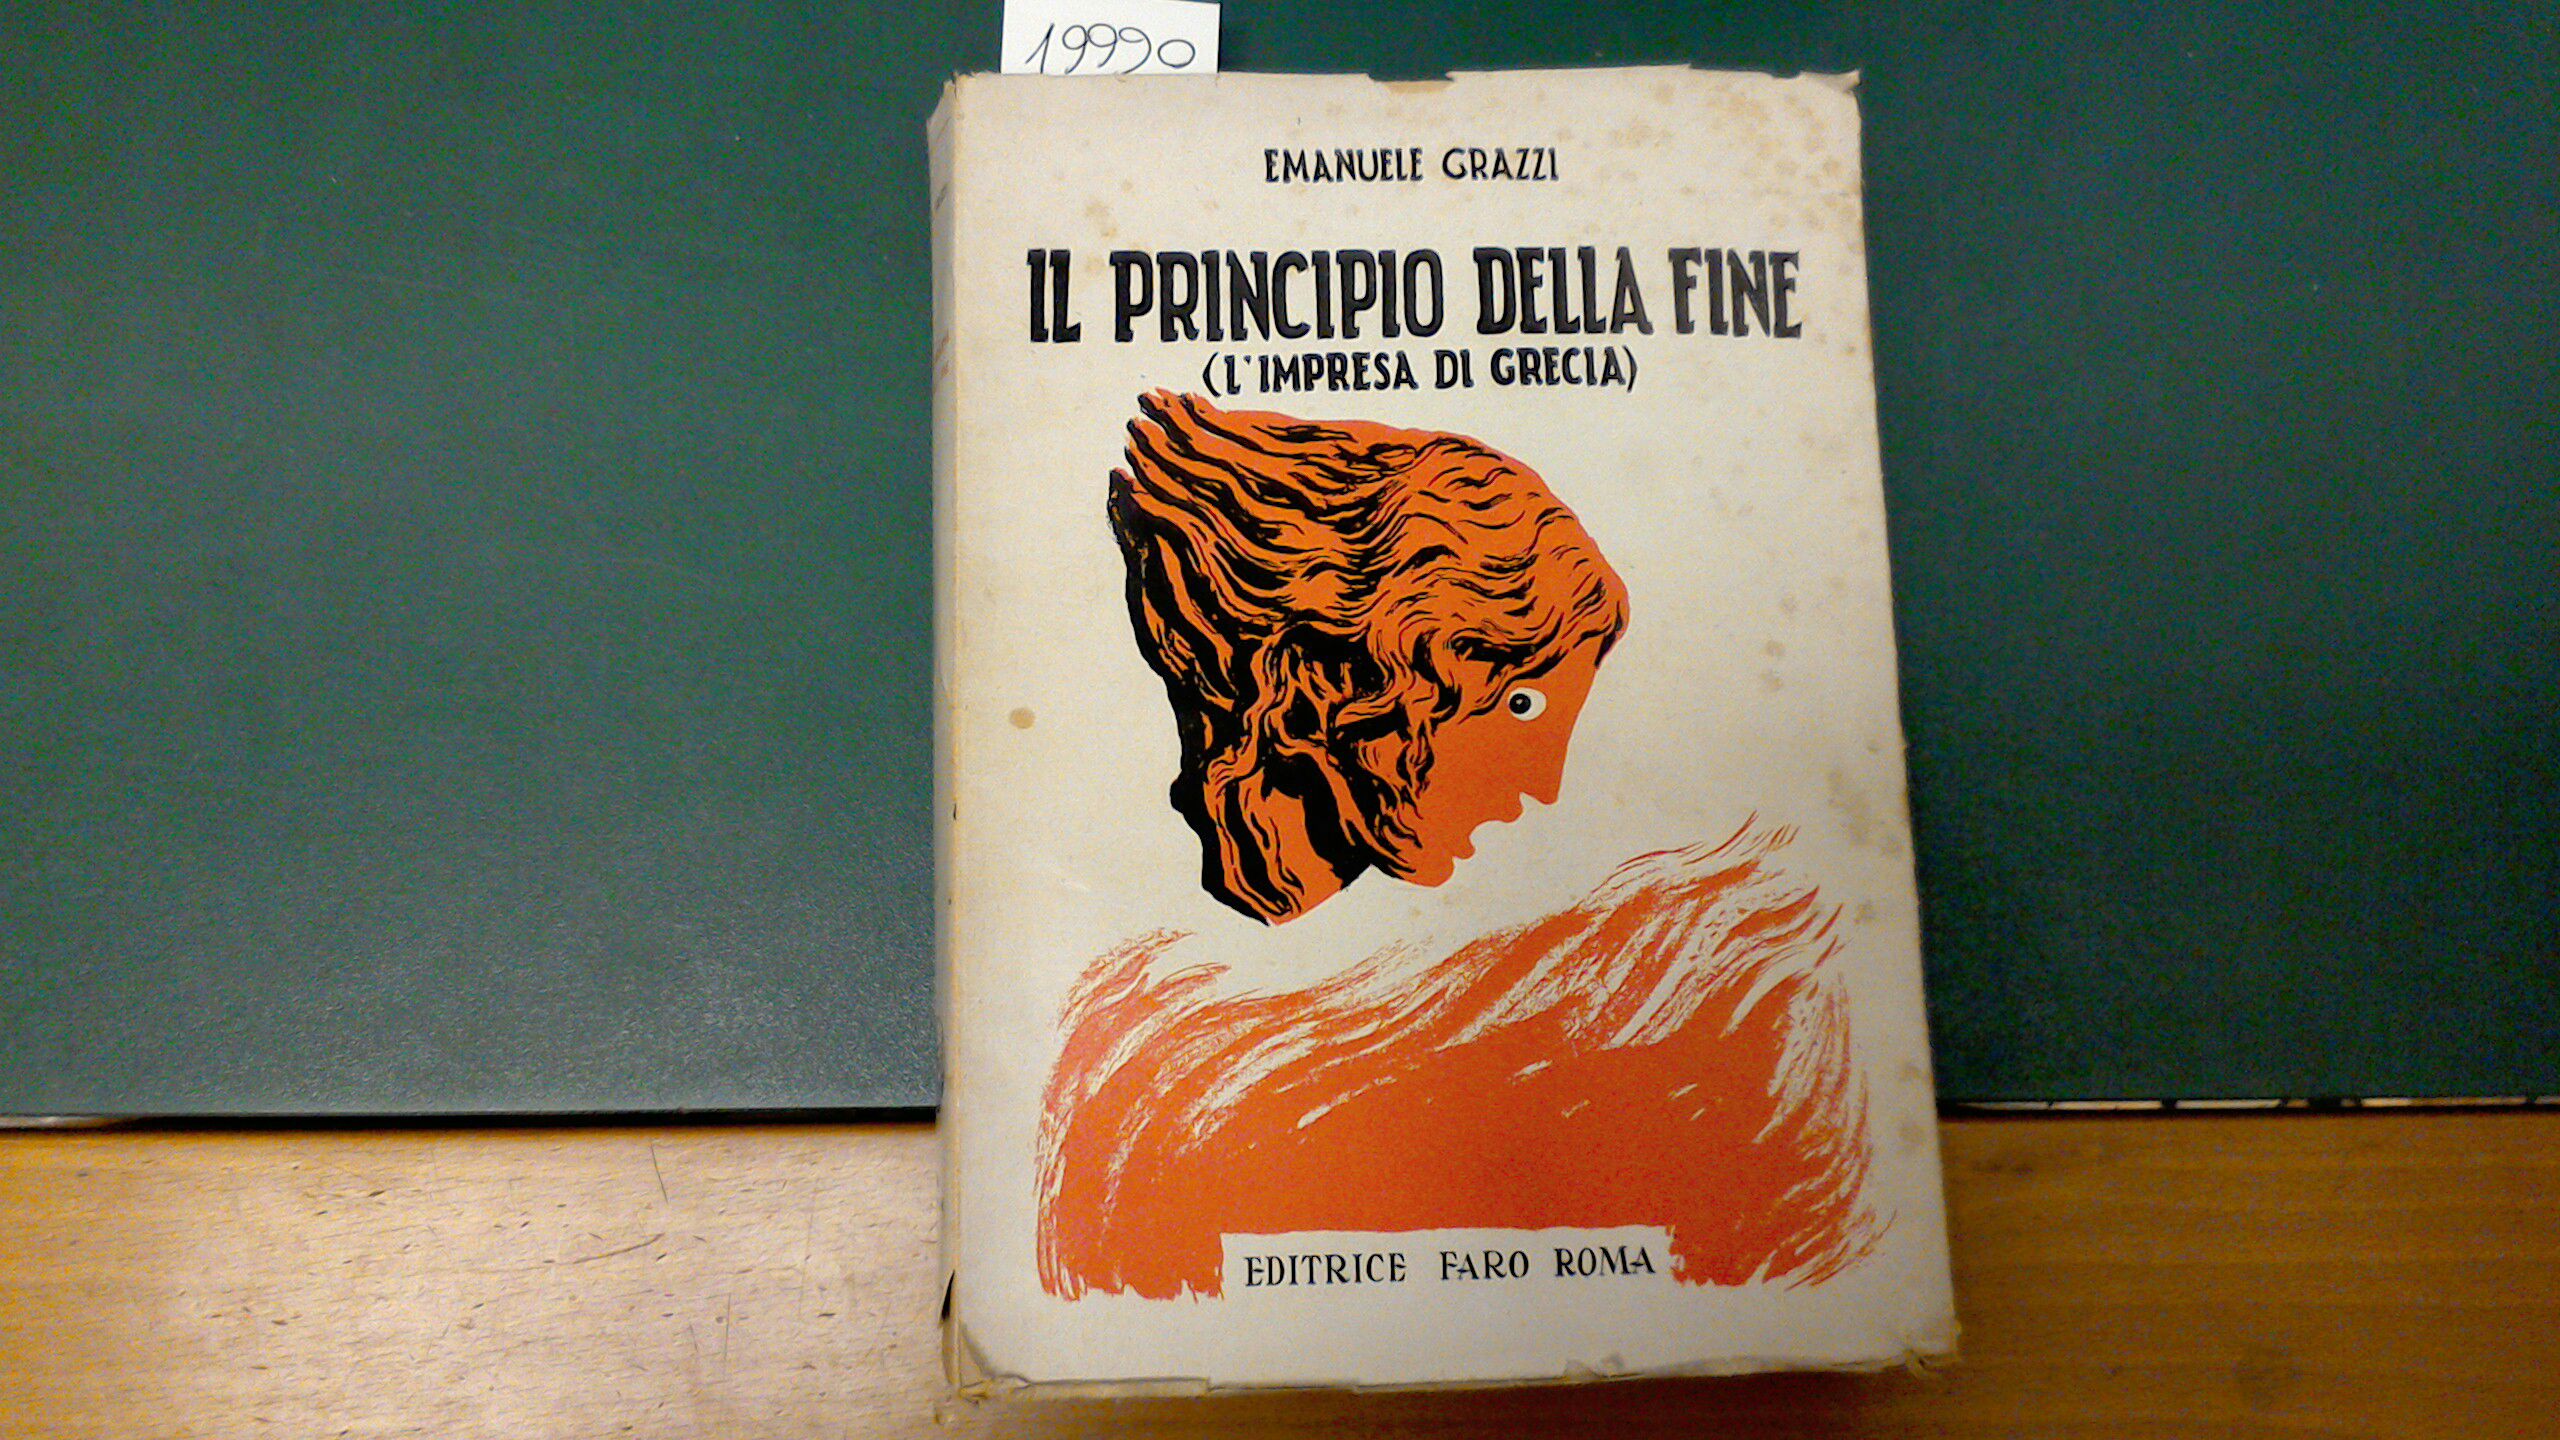 19990
EMANUELE GRAZZI
IL PRINCIPIO DELLA FINE
(L'IMPRESA DI GRECIA)
EDITRICE FARO ROMA